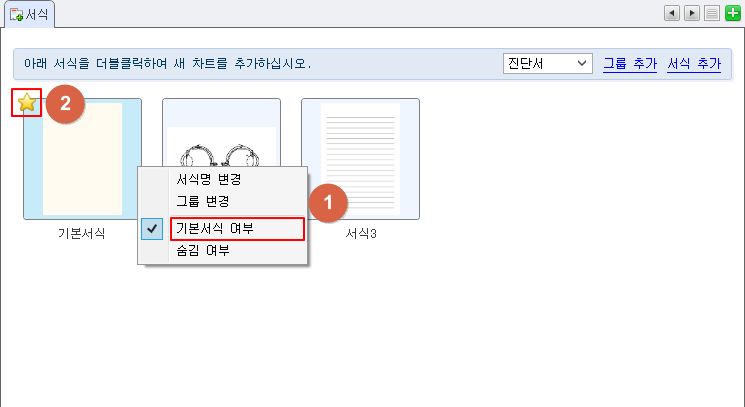 서식
아래 서식을 더블클릭하여 새 차트를 추가하십시오.
진단서
그룹 추가
서식 추가
2
서식명 변경
그룹 변경
1
기본서식 여부
숨김 여부
기본서식
서식3